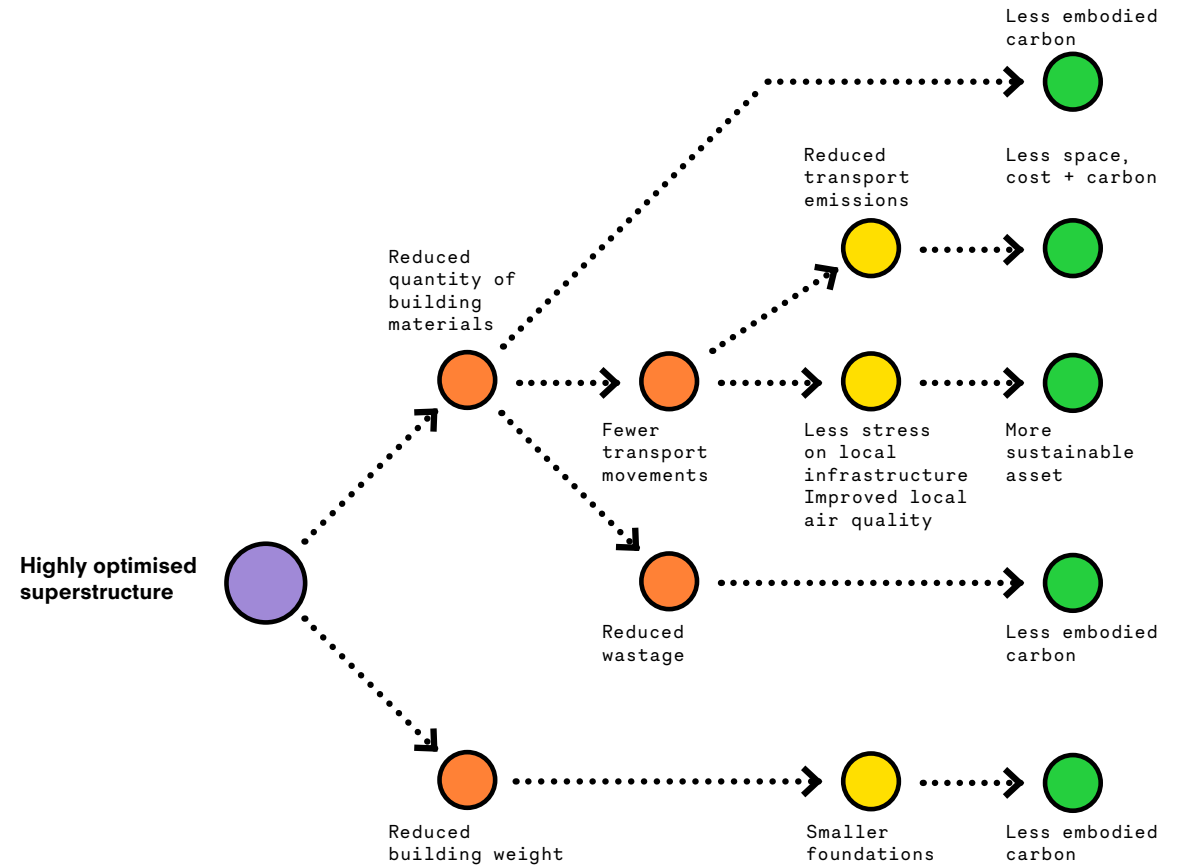 Less embodied
carbon
Reduced
transport
emissions
Less space,
cost + carbon
Reduced
quantity of
building
materials
Fewer
transport
movements
Less stress
on local
infrastructure
Improved local
air quality
More
sustainable
asset
Highly optimised
superstructure
Reduced
wastage
Less embodied
carbon
Reduced
building weight
Smaller
foundations
Less embodied
carbon